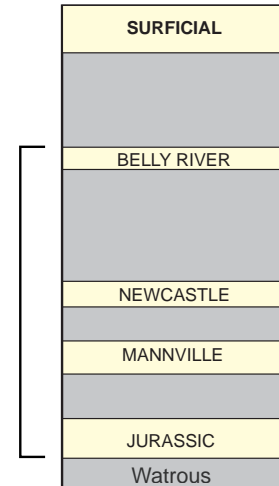 SURFICIAL
BELLY RIVER
NEWCASTLE
MANNVILLE
JURASSIC
Watrous